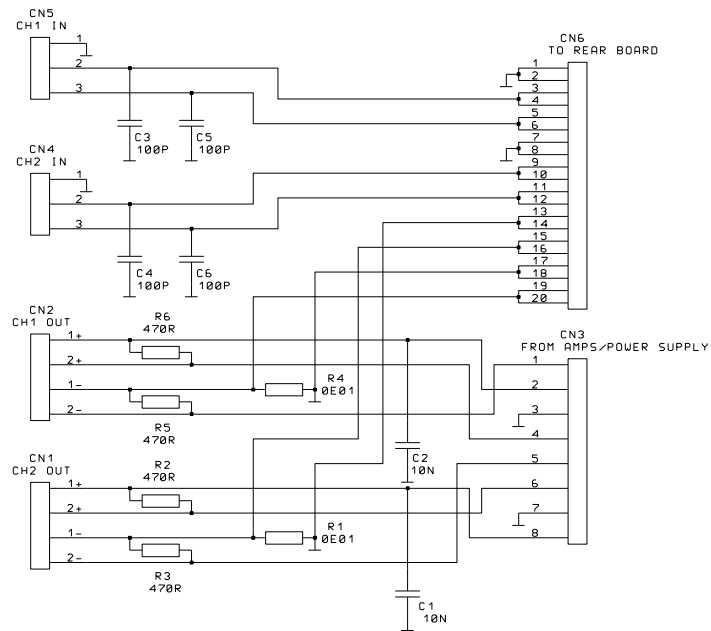 CN5
CH1 IN
1
2
3
C3
100P
C5
100P
CN4
CH2 IN
1
2
3
C4
100P
C6
100P
CN6
TO REAR BOARD
1
2
3
4
5
6
7
8
9
10
11
12
13
14
15
16
17
18
19
20
CN2
CH1 OUT
1+
2+
1-
2-
R6
470R
R4
0E01
R5
470R
C2
10N
CN3
FROM AMPS/POWER SUPPLY
1
2
3
4
5
6
7
8
CN1
CH2 OUT
1+
2+
1-
2-
R2
470R
R1
0E01
R3
470R
C1
10N